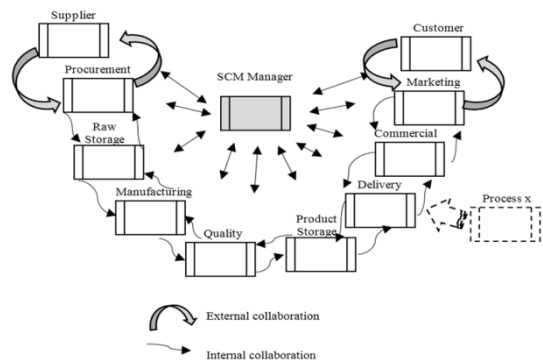 Supplier
Customer
Procurement
SCM Manager
Marketing
Raw
Storage
Commercial
Manufacturing
Delivery
Process x
Quality
Product
Storage
External collaboration
Internal collaboration